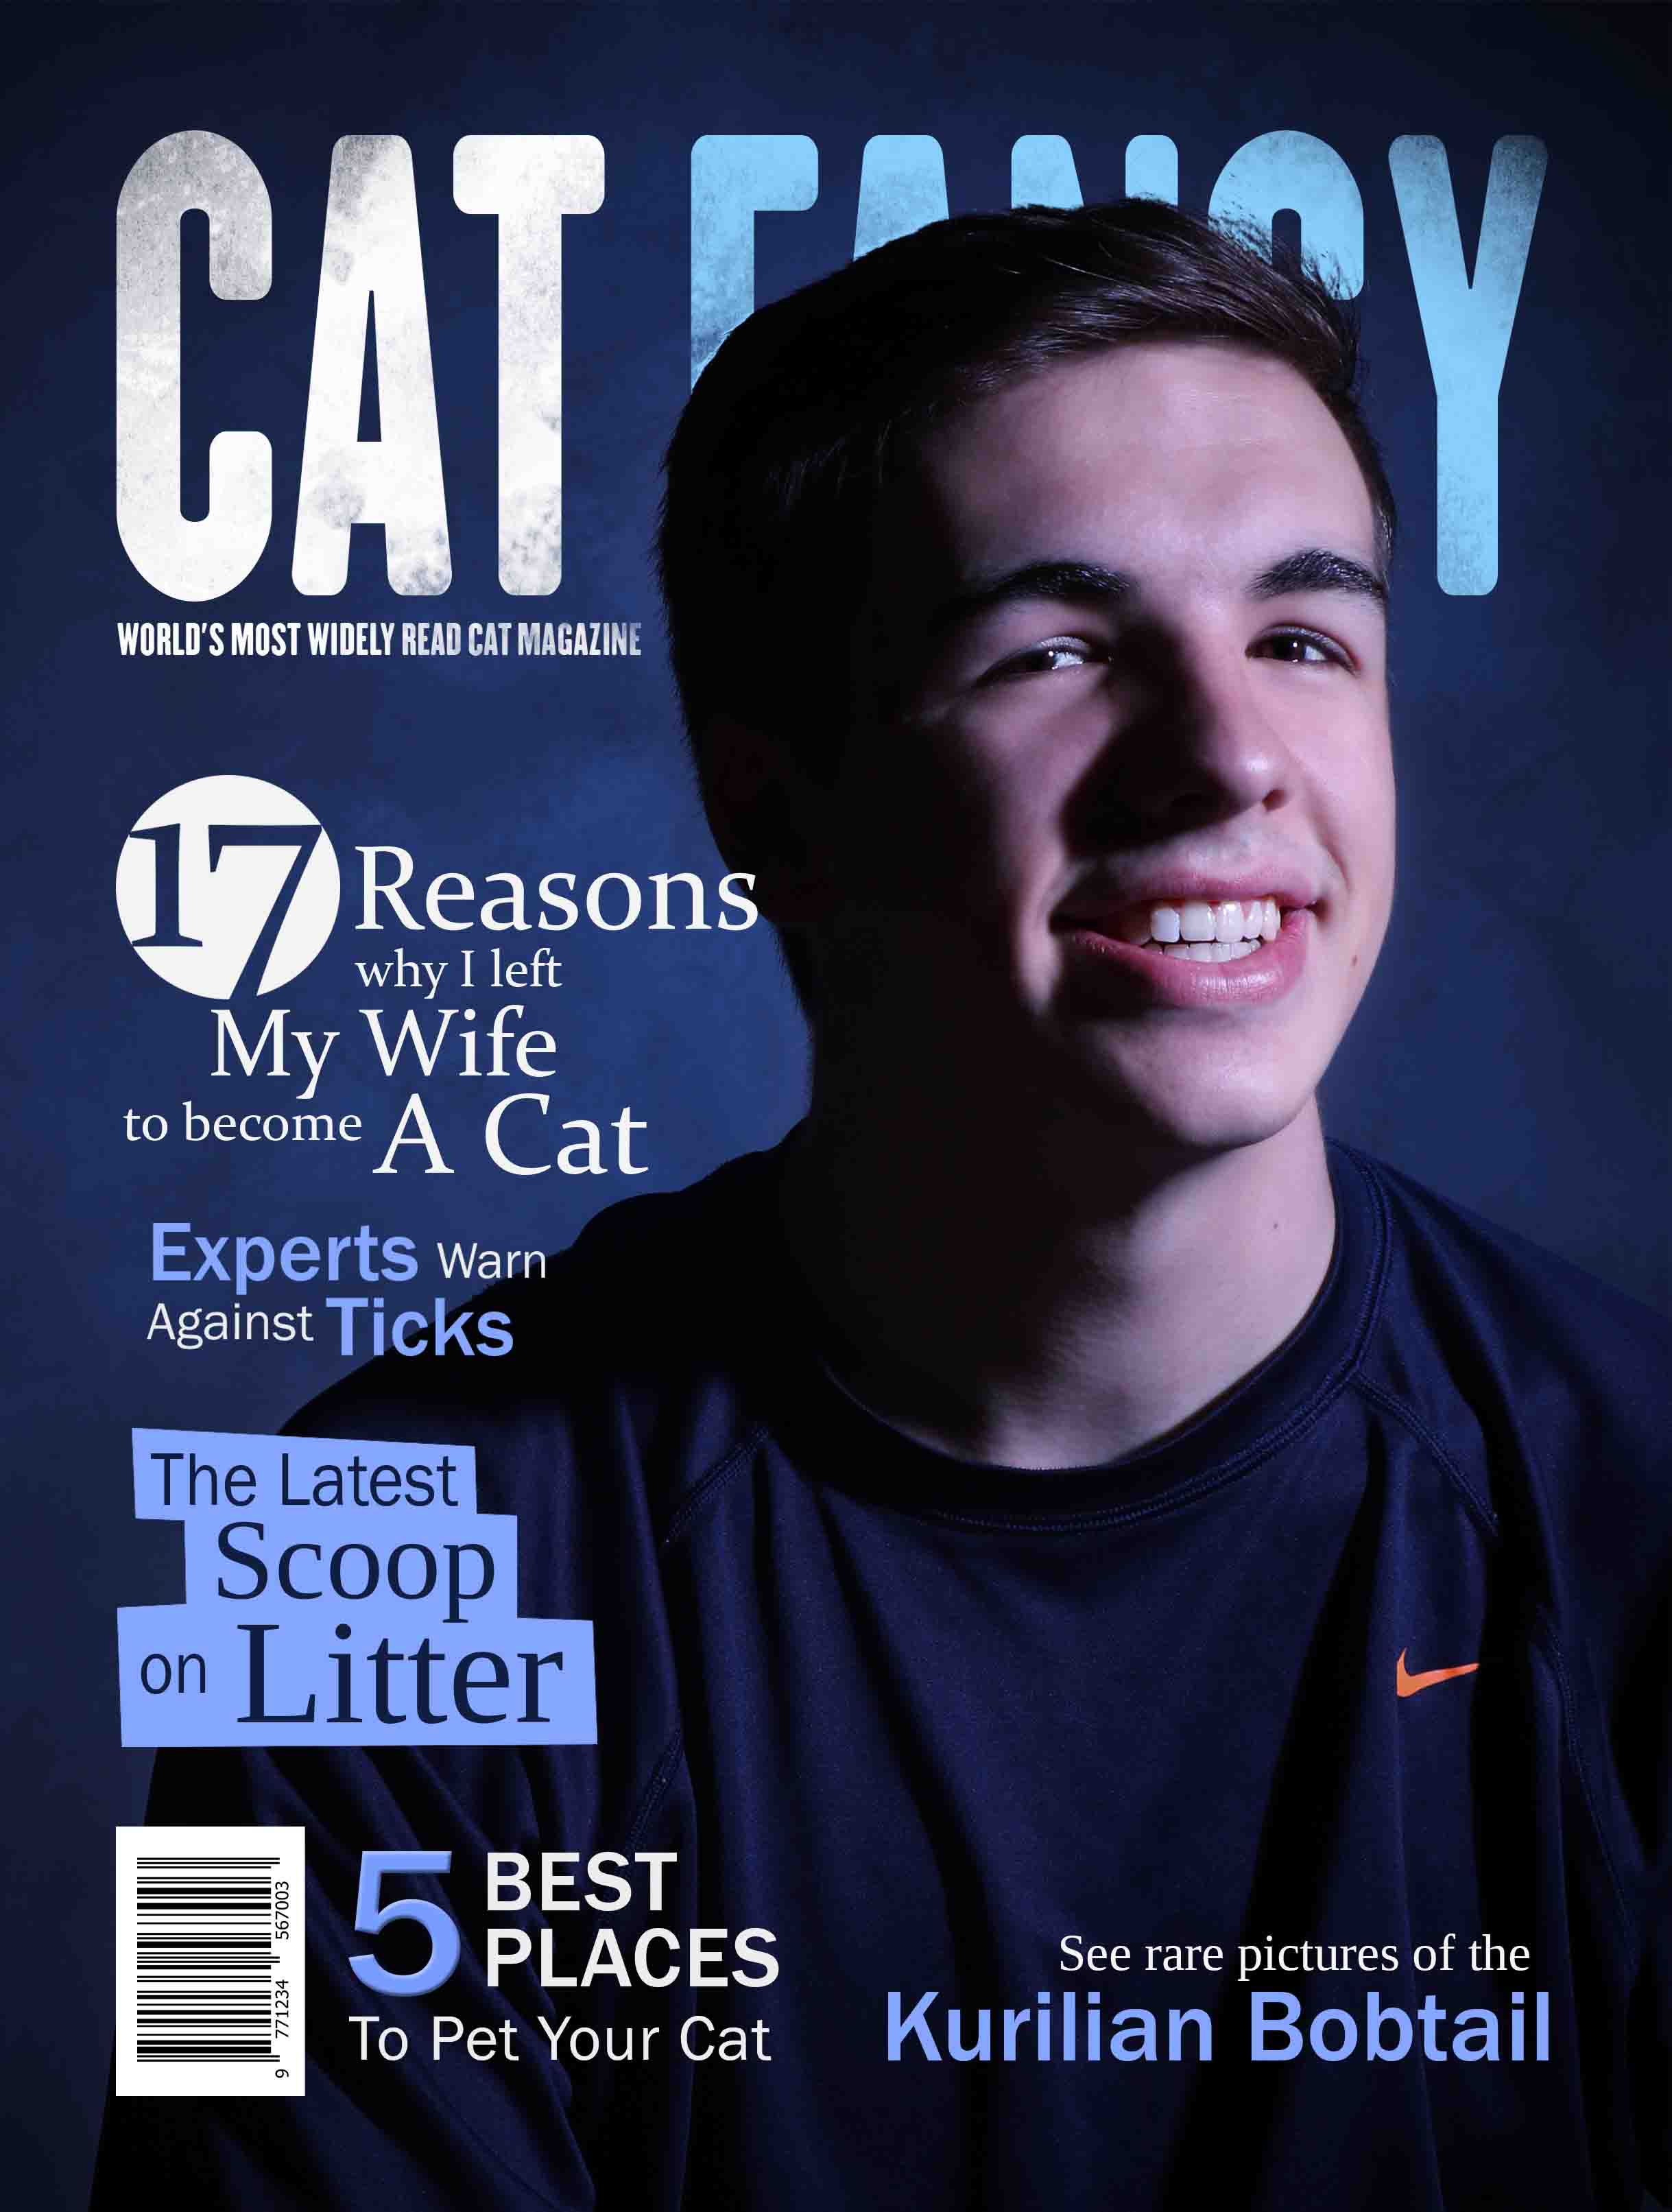 CAT FANCY
WORLD'S MOST WIDELY READ CAT MAGAZINE
17 Reasons
why I left
My Wife
to become A Cat
Experts Warn
Against Ticks
The Latest
Scoop
on Litter
5 BEST
PLACES
To Pet Your Cat
9 771234 567003
See rare pictures of the
Kurilian Bobtail